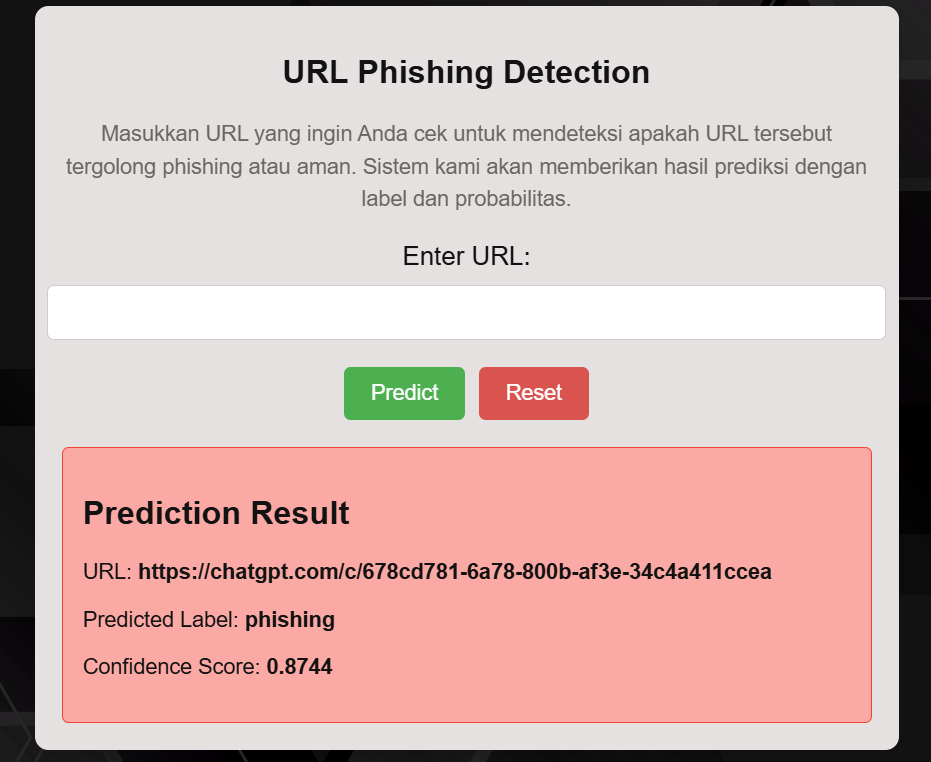 URL Phishing Detection
Masukkan URL yang ingin Anda cek untuk mendeteksi apakah URL tersebut
tergolong phishing atau aman. Sistem kami akan memberikan hasil prediksi dengan
label dan probabilitas.
Enter URL:
Predict Reset
Prediction Result
URL: https://chatgpt.com/c/678cd781-6a78-800b-af3e-34c4a411ccea
Predicted Label: phishing
Confidence Score: 0.8744